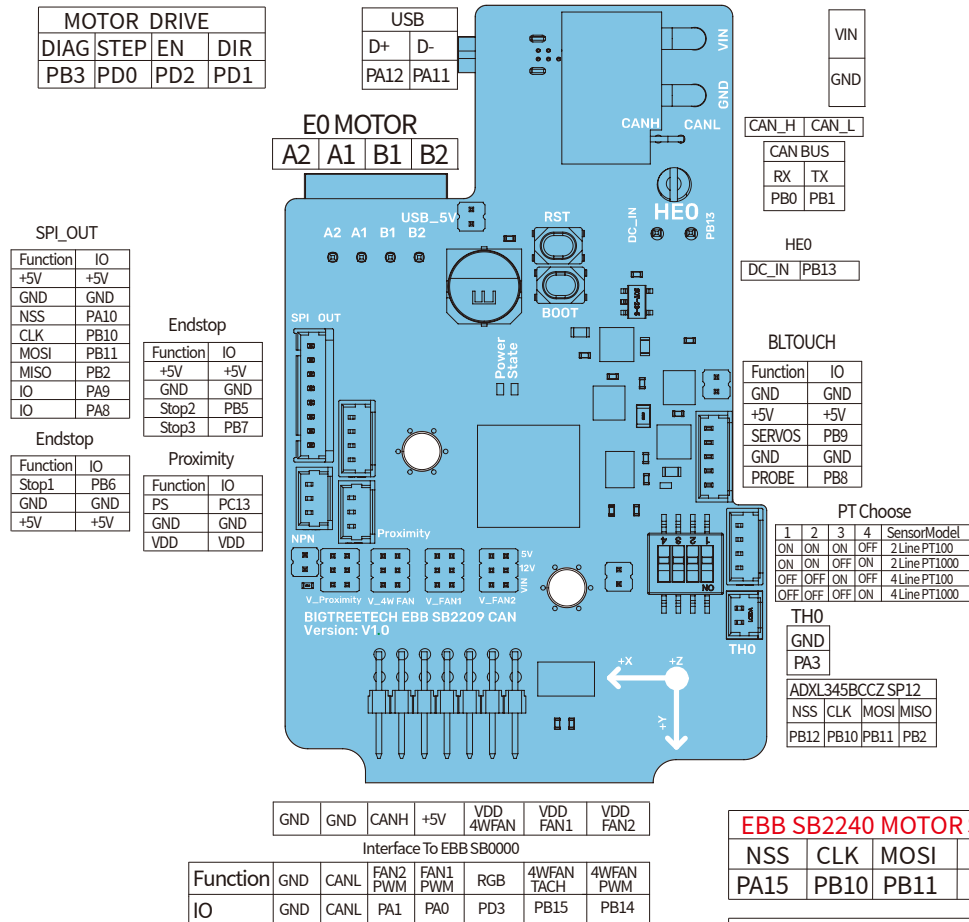 MOTOR DRIVE
DIAG STEP EN DIR
PB3 PD0 PD2 PD1
USB
D+ D-
PA12 PA11
VIN
GND
E0 MOTOR
A2 A1 B1 B2
VIN
GND
CANH CANL
CAN_H CAN_L
CAN BUS
RX TX
PB0 PB1
USB_5V
A2 A1 B1 B2
RST
BOOT
DC_IN
HE0
PB13
HE0
DC_IN PB13
SPI_OUT
Function IO
+5V +5V
GND GND
NSS PA10
CLK PB10
MOSI PB11
MISO PB2
IO PA9
IO PA8
Endstop
Function IO
+5V +5V
GND GND
Stop2 PB5
Stop3 PB7
SPI OUT
Power
State
BLTOUCH
Function IO
GND GND
+5V +5V
SERVOS PB9
GND GND
PROBE PB8
Endstop
Function IO
Stop1 PB6
GND GND
+5V +5V
Proximity
Function IO
PS PC13
GND GND
VDD VDD
NPN
Proximity
5V
12V
VIN
V_Proximity V_4W FAN V_FAN1 V_FAN2
4 3 2 1
ON
PT Choose
1 2 3 4 SensorModel
ON ON ON OFF 2 Line PT100
ON ON OFF ON 2 Line PT1000
OFF OFF ON OFF 4 Line PT100
OFF OFF OFF ON 4 Line PT1000
BIGTREETECH EBB SB2209 CAN
Version: V1.0
TH0
TH0
GND
PA3
+X +Z
+Y
ADXL345BCCZ SP12
NSS CLK MOSI MISO
PB12 PB10 PB11 PB2
GND GND CANH +5V VDD 4WFAN VDD FAN1 VDD FAN2
Interface To EBB SB0000
Function GND CANL FAN2 PWM FAN1 PWM RGB 4WFAN TACH 4WFAN PWM
IO GND CANL PA1 PA0 PD3 PB15 PB14
EBB SB2240 MOTOR
NSS CLK MOSI
PA15 PB10 PB11